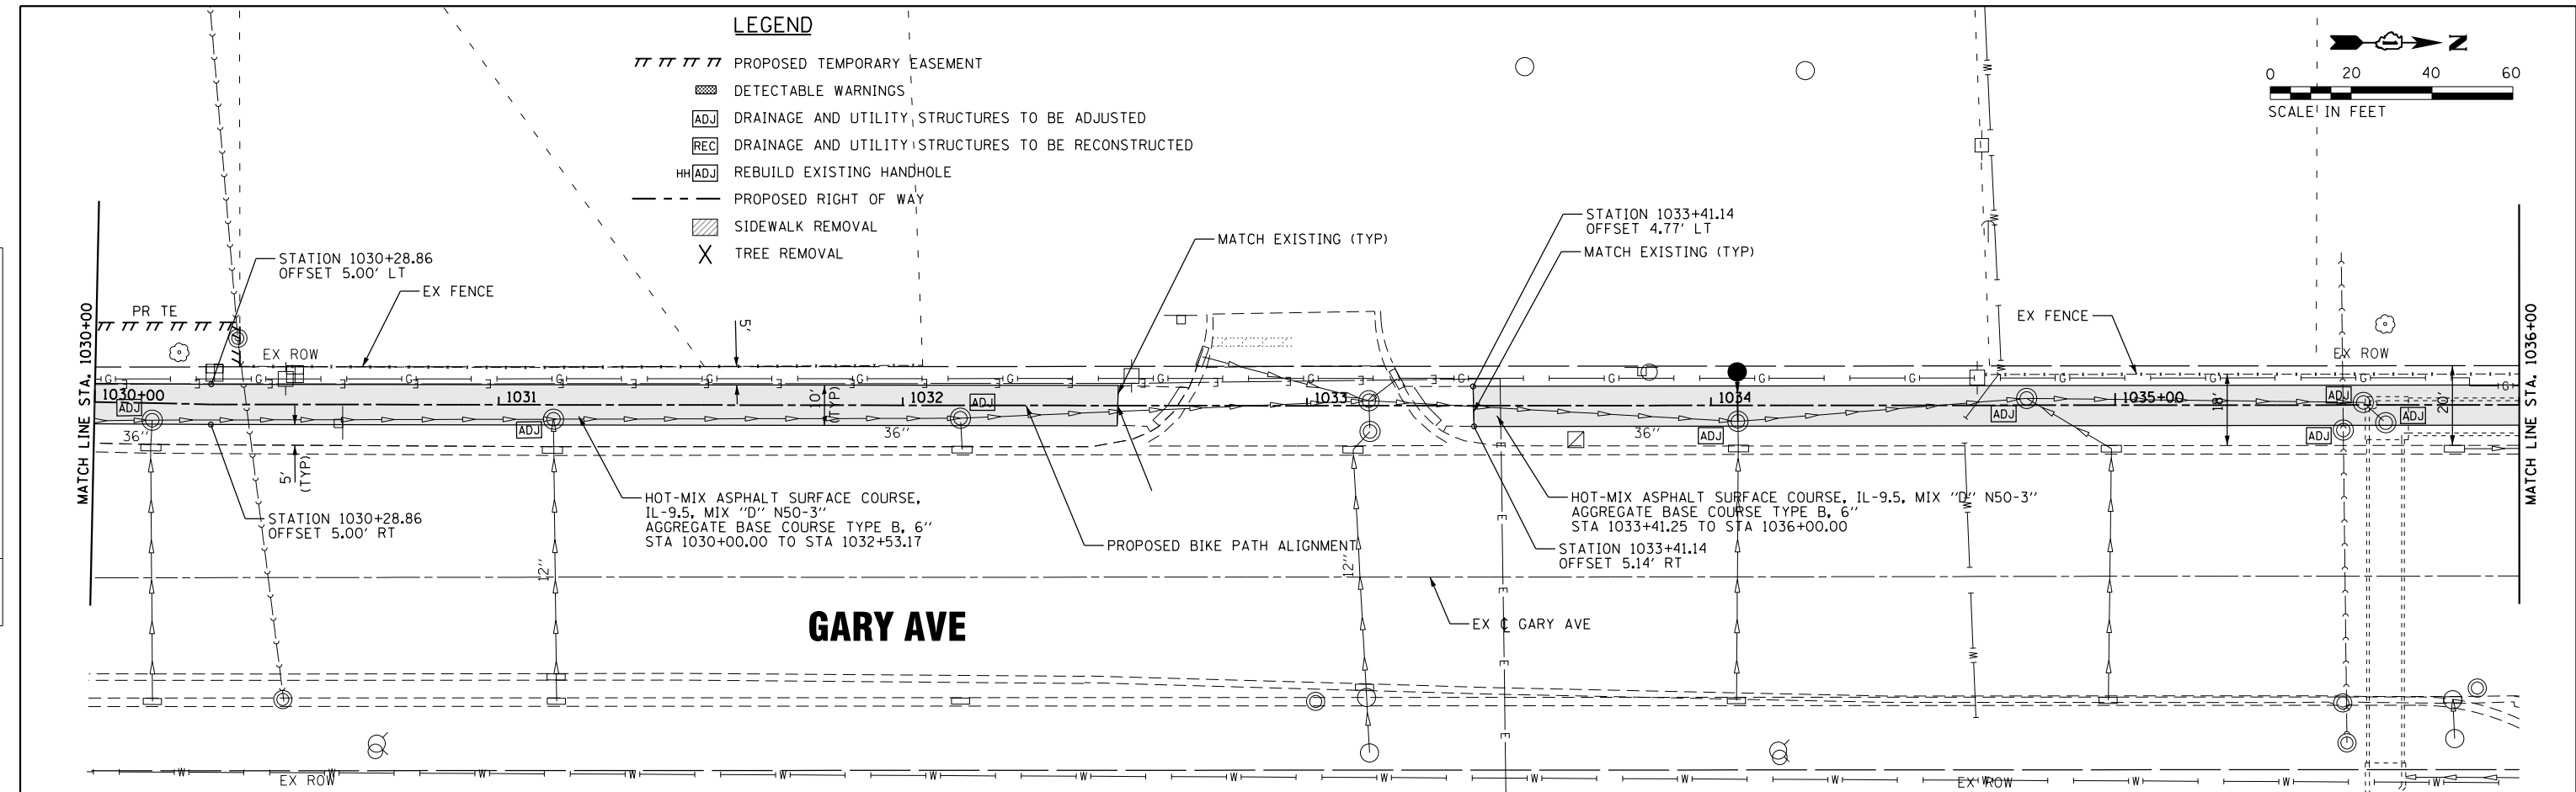 LEGEND
PROPOSED TEMPORARY EASEMENT
DETECTABLE WARNINGS
ADJ DRAINAGE AND UTILITY STRUCTURES TO BE ADJUSTED
REC DRAINAGE AND UTILITY STRUCTURES TO BE RECONSTRUCTED
HH ADJ REBUILD EXISTING HANDHOLE
PROPOSED RIGHT OF WAY
SIDEWALK REMOVAL
X TREE REMOVAL
N
0 20 40 60
SCALE IN FEET
STATION 1030+28.86
OFFSET 5.00' LT
EX FENCE
PR TE
EX ROW
5'
MATCH EXISTING (TYP)
STATION 1033+41.14
OFFSET 4.77' LT
MATCH EXISTING (TYP)
EX FENCE
EX ROW
MATCH LINE STA. 1030+00
MATCH LINE STA. 1036+00
1030+00
1031
1032
1033
1034
1035+00
10'
(TYP)
18'
20'
ADJ
ADJ
ADJ
ADJ
ADJ
ADJ
ADJ
ADJ
36"
36"
36"
5'
(TYP)
STATION 1030+28.86
OFFSET 5.00' RT
HOT-MIX ASPHALT SURFACE COURSE,
IL-9.5, MIX "D" N50-3"
AGGREGATE BASE COURSE TYPE B, 6"
STA 1030+00.00 TO STA 1032+53.17
PROPOSED BIKE PATH ALIGNMENT
HOT-MIX ASPHALT SURFACE COURSE, IL-9.5, MIX "D" N50-3"
AGGREGATE BASE COURSE TYPE B, 6"
STA 1033+41.25 TO STA 1036+00.00
STATION 1033+41.14
OFFSET 5.14' RT
12"
12"
GARY AVE
EX ℄ GARY AVE
EX ROW
EX ROW